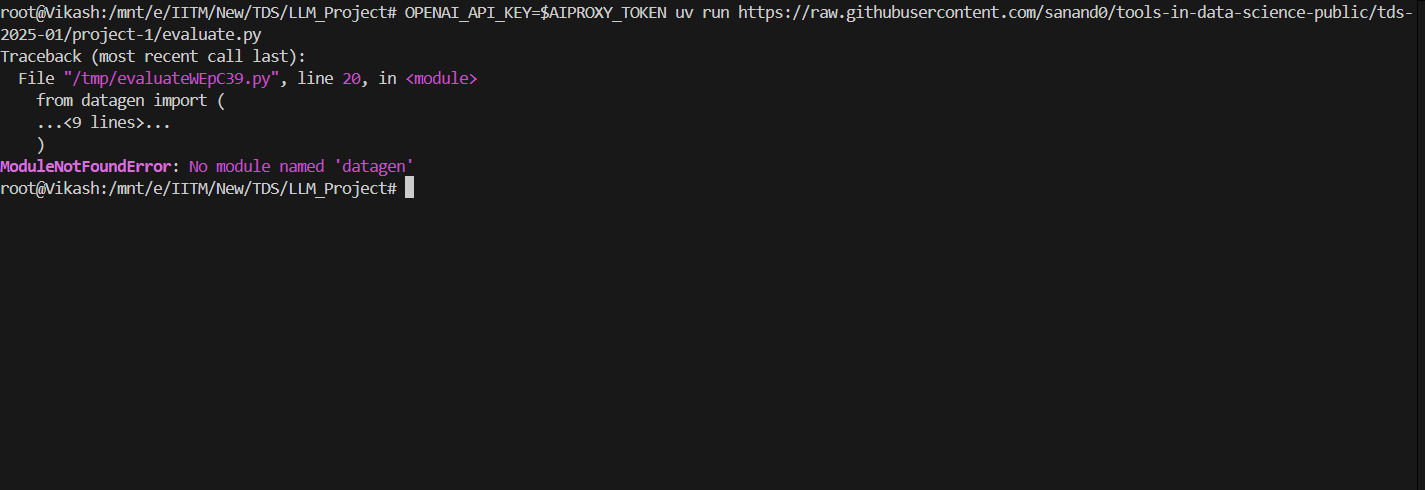 root@Vikash:/mnt/e/IITM/New/TDS/LLM_Project# OPENAI_API_KEY=$AIPROXY_TOKEN uv run https://raw.githubusercontent.com/sanand0/tools-in-data-science-public/tds-
2025-01/project-1/evaluate.py
Traceback (most recent call last):
  File "/tmp/evaluateWEpC39.py", line 20, in <module>
    from datagen import (
    ...<9 lines>...
    )
ModuleNotFoundError: No module named 'datagen'
root@Vikash:/mnt/e/IITM/New/TDS/LLM_Project#